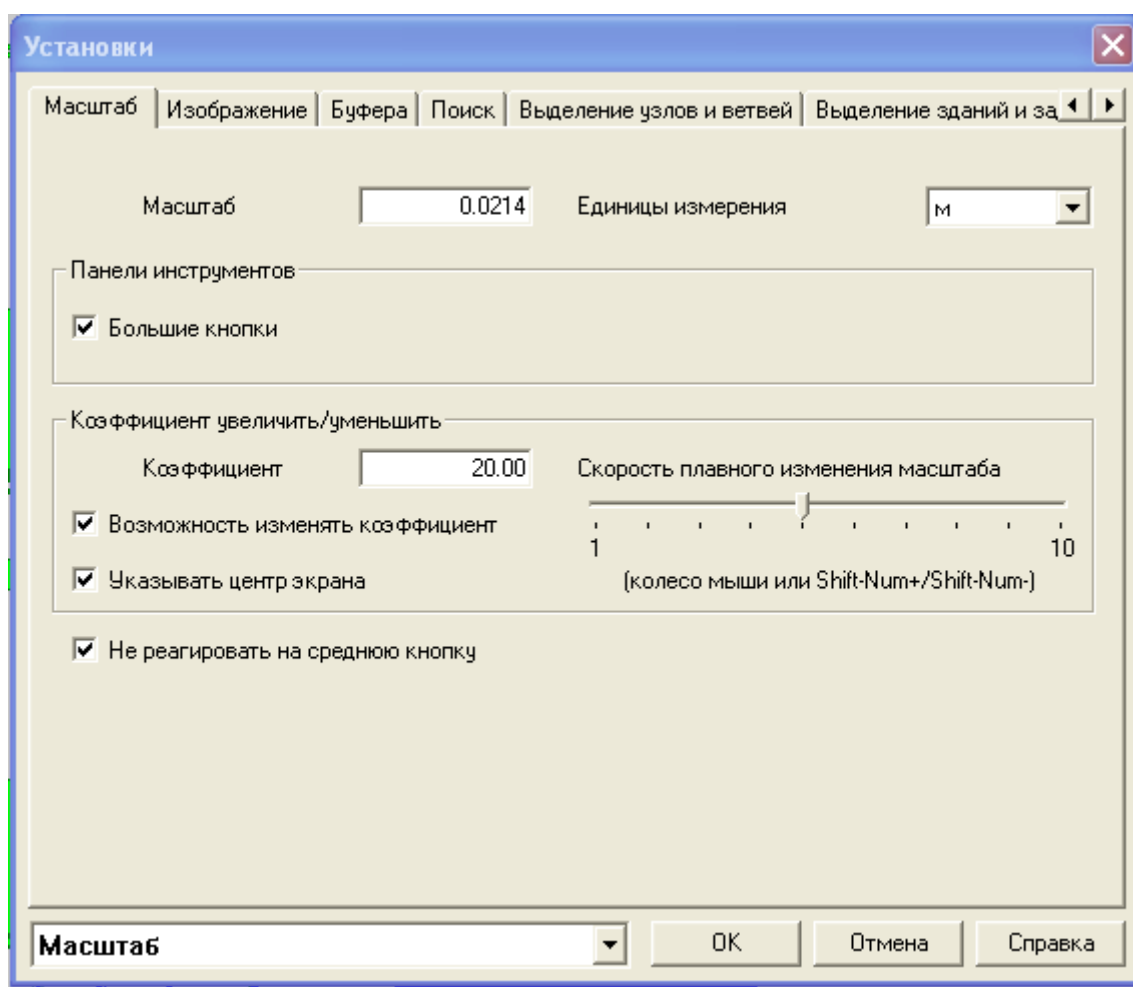 Установки
Масштаб Изображение Буфера Поиск Выделение узлов и ветвей Выделение зданий и за
Масштаб 0.0214 Единицы измерения м
Панели инструментов
Большие кнопки
Коэффициент увеличить/уменьшить
Коэффициент 20.00 Скорость плавного изменения масштаба
Возможность изменять коэффициент
1 10
Указывать центр экрана (колесо мыши или Shift-Num+/Shift-Num-)
Не реагировать на среднюю кнопку
Масштаб OK Отмена Справка